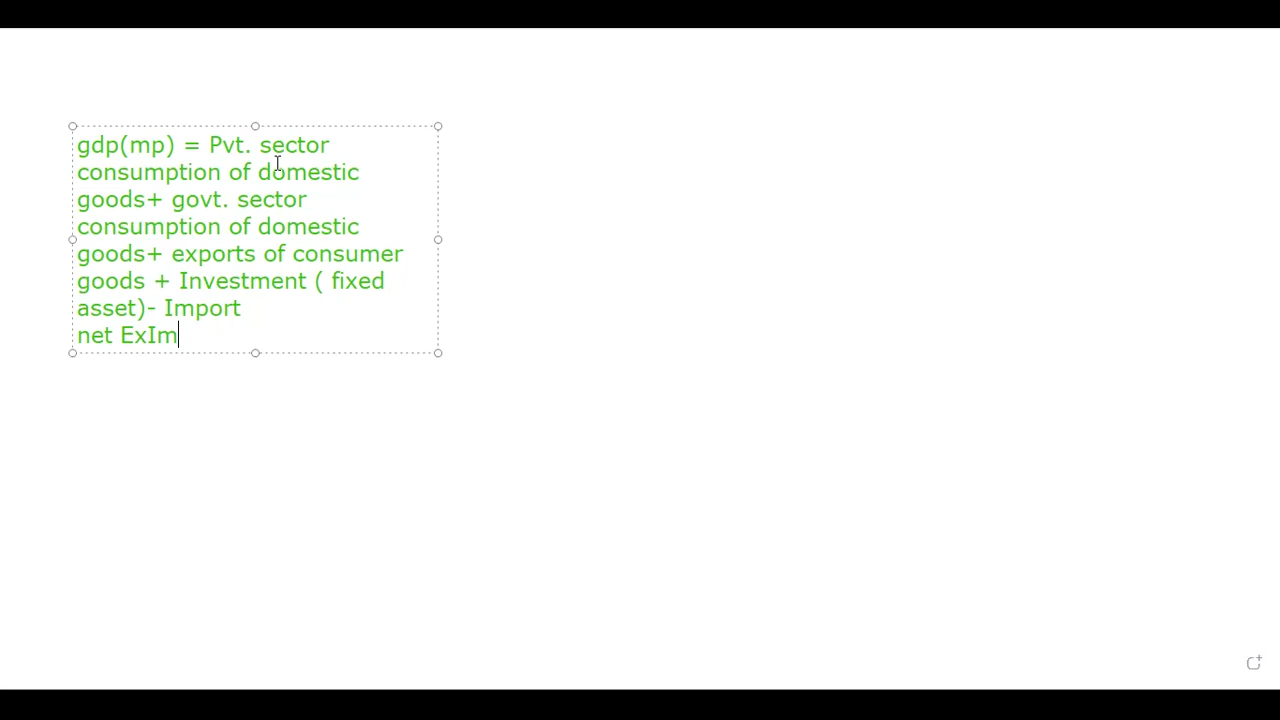 gdp(mp) = Pvt. sector
consumption of domestic
goods+ govt. sector
consumption of domestic
goods+ exports of consumer
goods + Investment ( fixed
asset)- Import
net ExIm